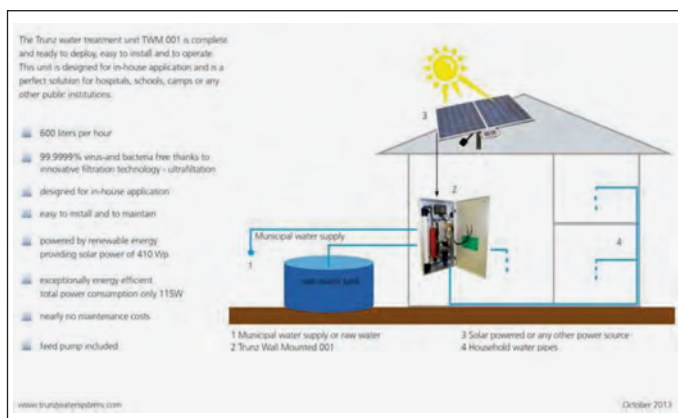 The Trunz water treatment unit TWM 001 is complete
and ready to deploy, easy to install and to operate.
This unit is designed for in-house application and is a
perfect solution for hospitals, schools, camps or any
other public institutions.
600 liters per hour
99.9999% virus-and bacteria free thanks to
innovative filtration technology - ultrafiltation
designed for in-house application
easy to install and to maintain
powered by renewable energy
providing solar power of 410 Wp
exceptionally energy efficient
total power consumption only 115W
nearly no maintenance costs
feed pump included
3
2
Municipal water supply
1
4
raw water tank
1 Municipal water supply or raw water
2 Trunz Wall Mounted 001
3 Solar powered or any other power source
4 Household water pipes
www.trunzwatersystems.com
October 2013